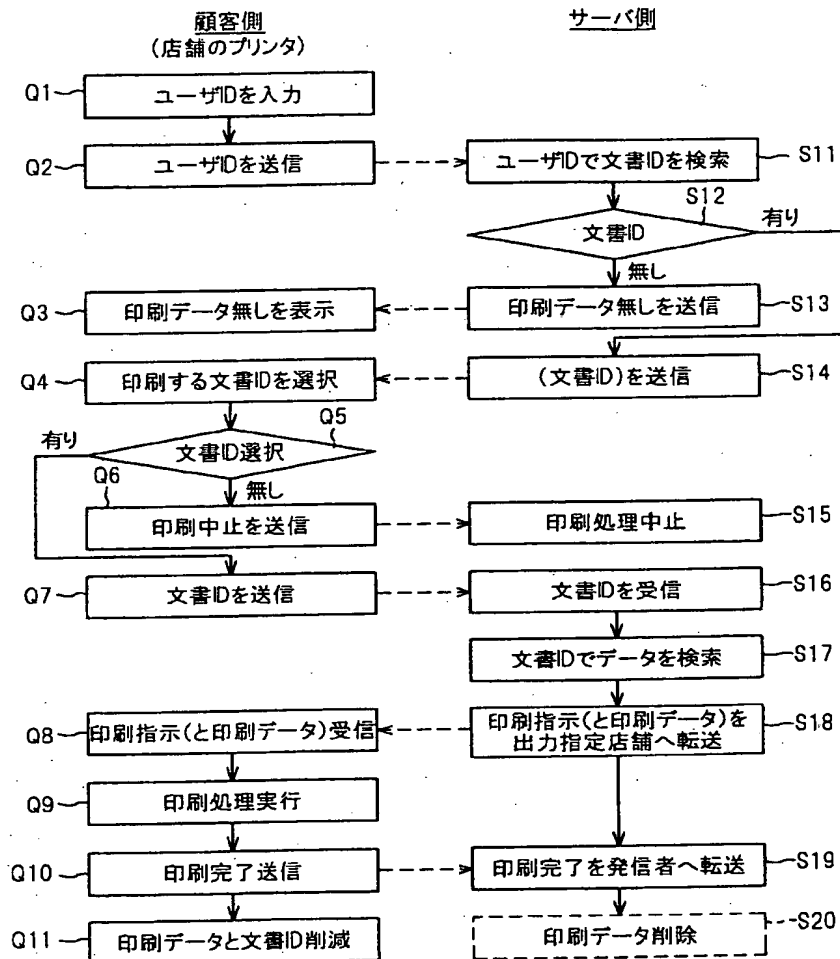 顧客側
(店舗のプリンタ)
サーバ側
Q1 ユーザIDを入力
Q2 ユーザIDを送信
ユーザIDで文書IDを検索 S11
S12
文書ID
有り
無し
Q3 印刷データ無しを表示
印刷データ無しを送信 S13
Q4 印刷する文書IDを選択
(文書ID)を送信 S14
Q5
有り
文書ID選択
Q6
無し
印刷中止を送信
印刷処理中止 S15
Q7 文書IDを送信
文書IDを受信 S16
文書IDでデータを検索 S17
Q8 印刷指示(と印刷データ)受信
印刷指示(と印刷データ)を
出力指定店舗へ転送 S18
Q9 印刷処理実行
Q10 印刷完了送信
印刷完了を発信者へ転送 S19
Q11 印刷データと文書ID削減
印刷データ削除 S20